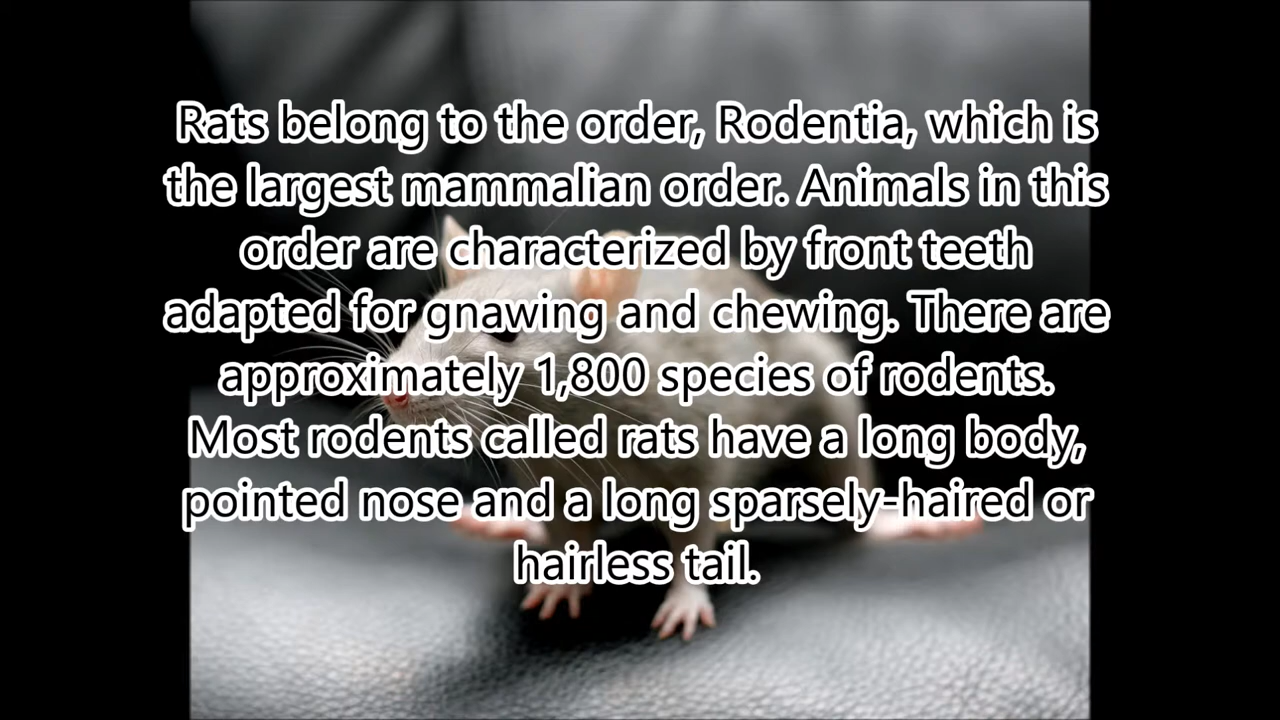 Rats belong to the order, Rodentia, which is
the largest mammalian order. Animals in this
order are characterized by front teeth
adapted for gnawing and chewing. There are
approximately 1,800 species of rodents.
Most rodents called rats have a long body,
pointed nose and a long sparsely-haired or
hairless tail.